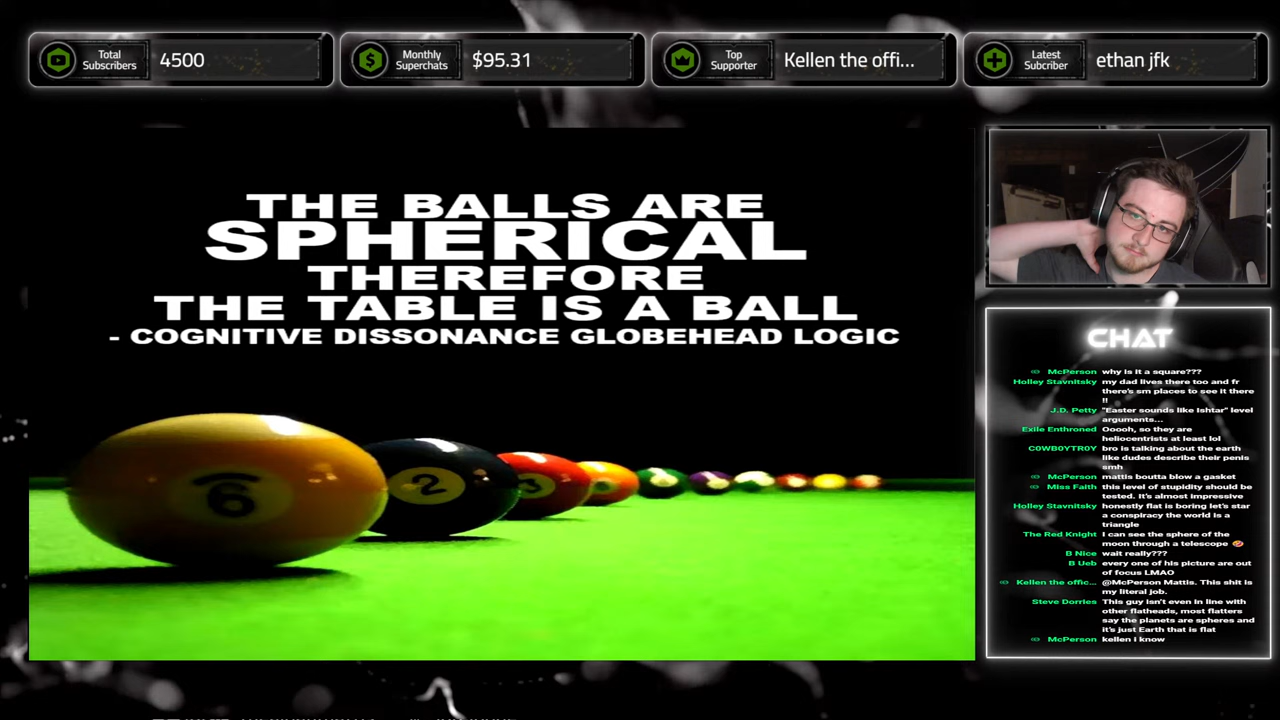 Total
Subscribers
4500
Monthly
Superchats
$95.31
Top
Supporter
Kellen the offi...
Latest
Subcriber
ethan jfk
THE BALLS ARE
SPHERICAL
THEREFORE
THE TABLE IS A BALL
- COGNITIVE DISSONANCE GLOBEHEAD LOGIC
6
2
3
CHAT
McPerson why is it a square???
Holley Stavnitsky my dad lives there too and fr
there's sm places to see it there
!!
J.D. Petty "Easter sounds like Ishtar" level
arguments...
Exile Enthroned Ooooh, so they are
heliocentrists at least lol
C0WB0YTR0Y bro is talking about the earth
like dudes describe their penis
smh
McPerson mattis boutta blow a gasket
Miss Faith this level of stupidity should be
tested. It's almost impressive
Holley Stavnitsky honestly flat is boring let's star
a conspiracy the world is a
triangle
The Red Knight I can see the sphere of the
moon through a telescope 🤣
B Nice wait really???
B Ueb every one of his picture are out
of focus LMAO
Kellen the offic... @McPerson Mattis. This shit is
my literal job.
Steve Dorries This guy isn't even in line with
other flatheads, most flatters
say the planets are spheres and
it's just Earth that is flat
McPerson kellen i know